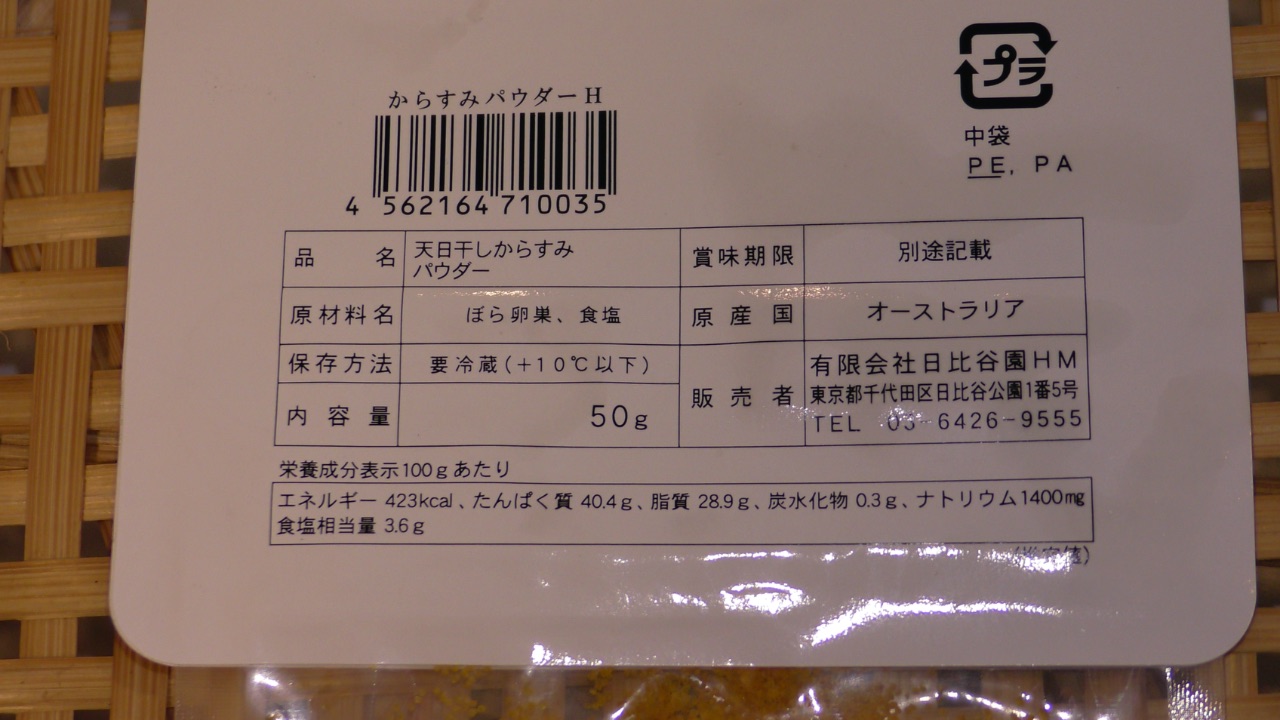 プラ
からすみパウダーH
中袋
PE, PA
4 562164 710035
品名 天日干しからすみ
パウダー
賞味期限 別途記載
原材料名 ぼら卵巣、食塩
原産国 オーストラリア
保存方法 要冷蔵(+10℃以下)
内容量 50g
販売者 有限会社日比谷園HM
東京都千代田区日比谷公園1番5号
TEL 03-6426-9555
栄養成分表示100gあたり
エネルギー 423kcal、たんぱく質 40.4g、脂質 28.9g、炭水化物 0.3g、ナトリウム1400mg
食塩相当量 3.6g